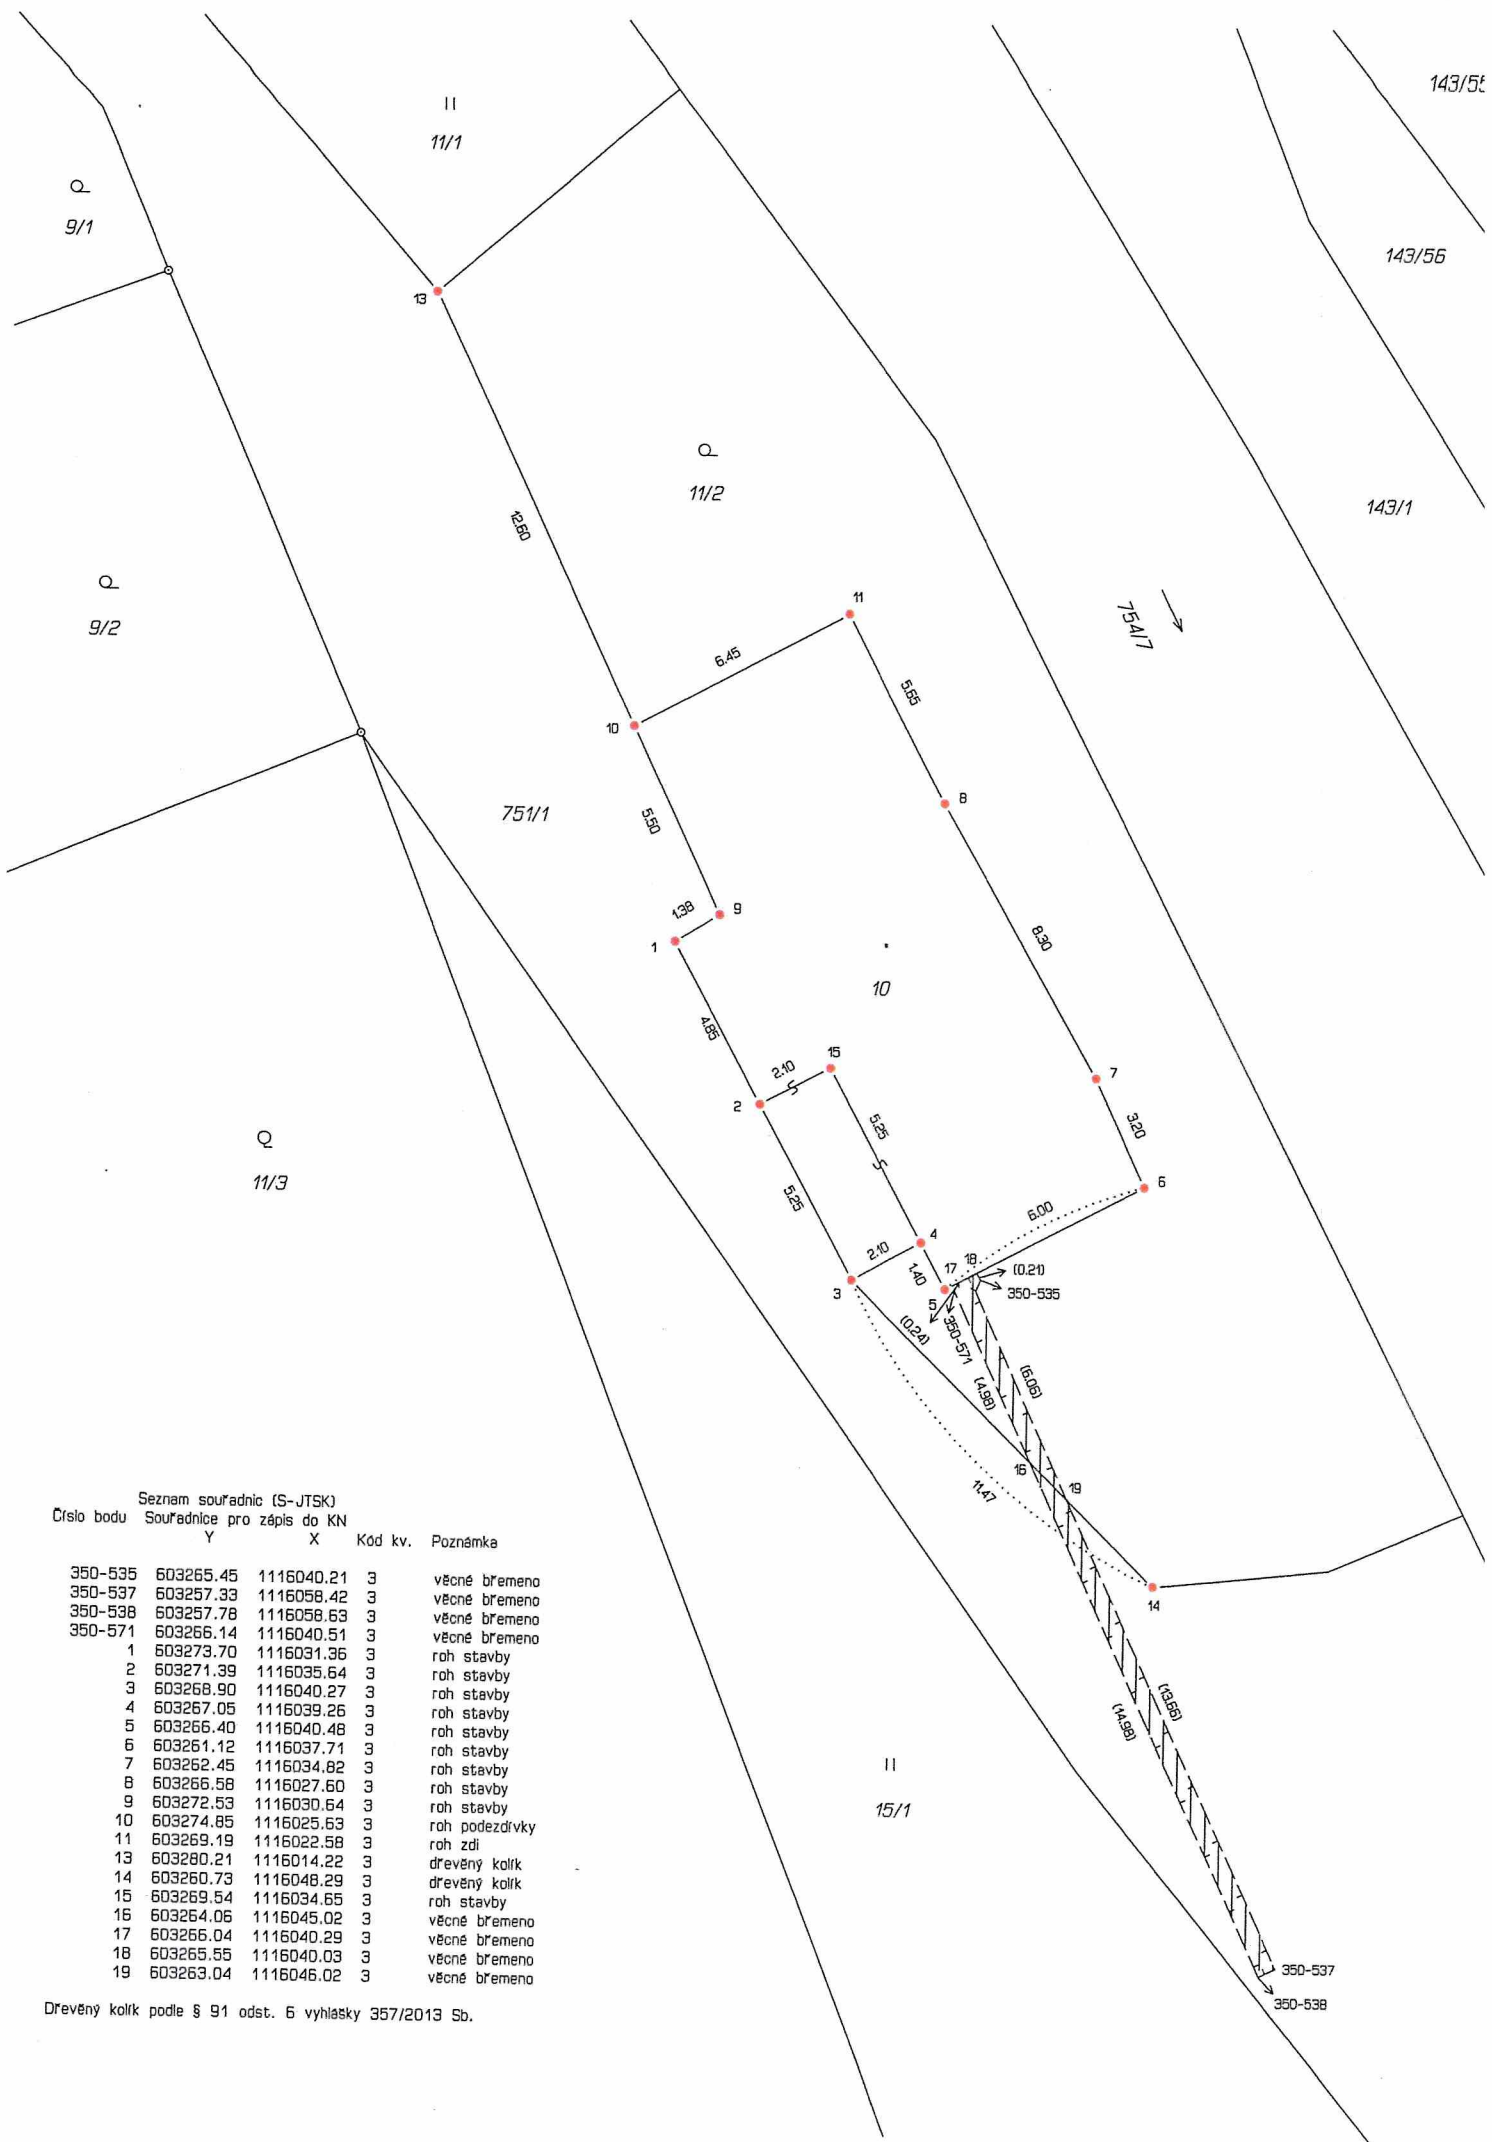 143/55
||
11/1
9/1
143/56
13
11/2
143/1
12.60
9/2
11
754/7
6.45
5.65
10
8
751/1
5.50
1.38
9
1
8.30
10
4.85
15
2.10
7
2
3.20
5.25
11/3
6
5.25
6.00
4
2.10
1.40
17
18
(0.21)
3
5
350-535
(0.24)
350-571
(4.98)
(6.06)
16
19
11.47
14
(13.66)
(14.98)
||
15/1
350-537
350-538
Seznam souřadnic (S-JTSK)
Číslo bodu Souřadnice pro zápis do KN
Y X Kód kv. Poznámka
350-535 603265.45 1116040.21 3 věcné břemeno
350-537 603257.33 1116058.42 3 věcné břemeno
350-538 603257.78 1116058.63 3 věcné břemeno
350-571 603266.14 1116040.51 3 věcné břemeno
1 603273.70 1116031.36 3 roh stavby
2 603271.39 1116035.64 3 roh stavby
3 603268.90 1116040.27 3 roh stavby
4 603267.05 1116039.26 3 roh stavby
5 603266.40 1116040.48 3 roh stavby
6 603261.12 1116037.71 3 roh stavby
7 603262.45 1116034.82 3 roh stavby
8 603266.58 1116027.60 3 roh stavby
9 603272.53 1116030.64 3 roh stavby
10 603274.85 1116025.63 3 roh podezdívky
11 603269.19 1116022.58 3 roh zdi
13 603280.21 1116014.22 3 dřevěný kolík
14 603260.73 1116048.29 3 dřevěný kolík
15 603269.54 1116034.65 3 roh stavby
16 603264.06 1116045.02 3 věcné břemeno
17 603266.04 1116040.29 3 věcné břemeno
18 603265.55 1116040.03 3 věcné břemeno
19 603263.04 1116046.02 3 věcné břemeno
Dřevěný kolík podle § 91 odst. 6 vyhlášky 357/2013 Sb.